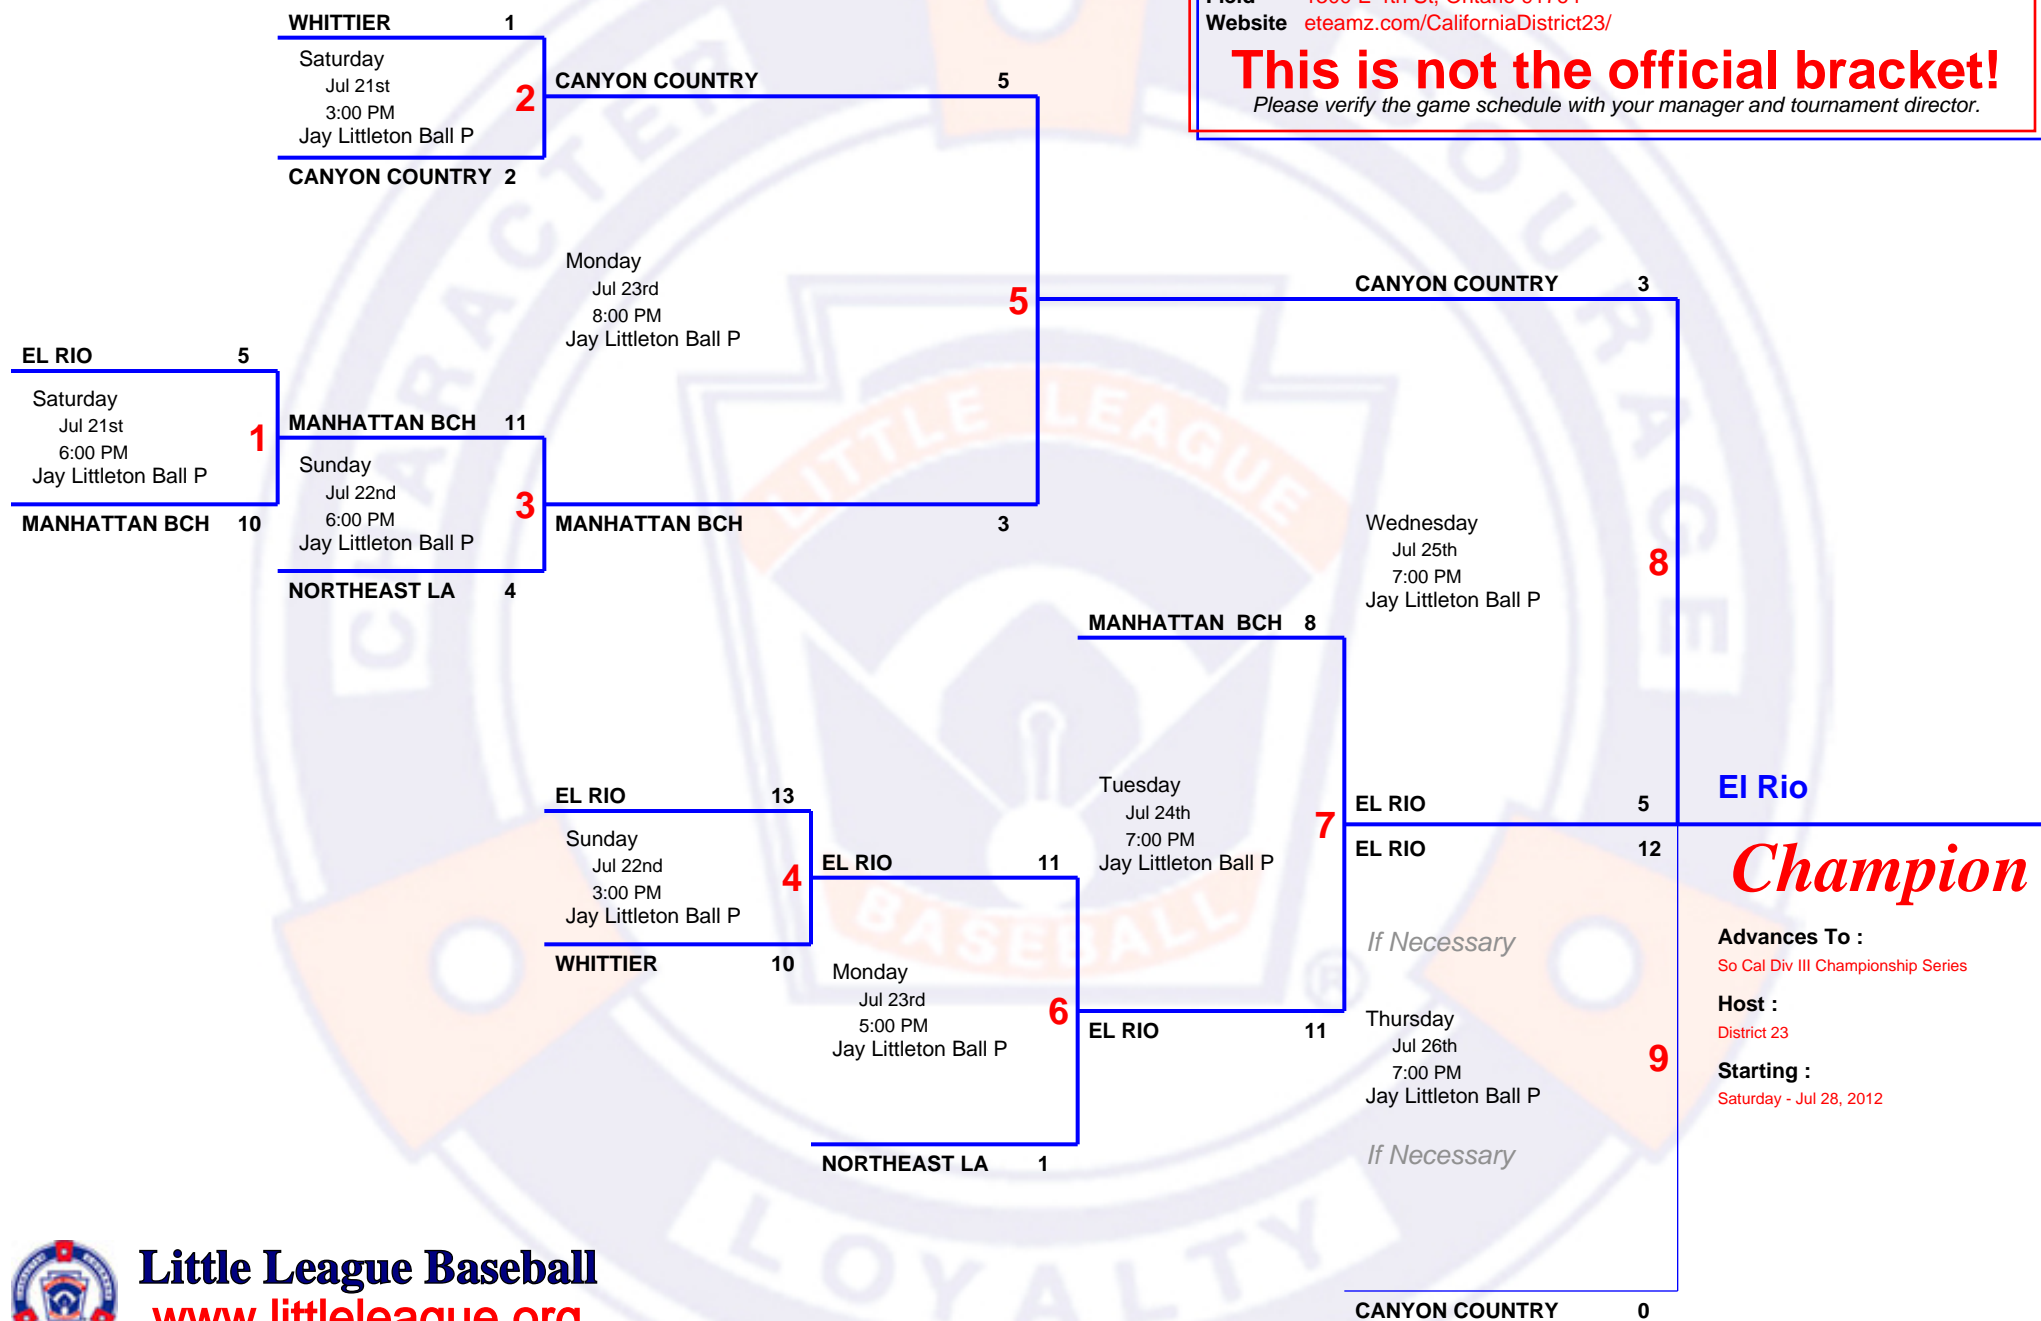 WHITTIER 1
Saturday
Jul 21st
3:00 PM
Jay Littleton Ball P
2
CANYON COUNTRY 2
CANYON COUNTRY 5
Website eteamz.com/CaliforniaDistrict23/
This is not the official bracket!
Please verify the game schedule with your manager and tournament director.
Monday
Jul 23rd
8:00 PM
Jay Littleton Ball P
5
CANYON COUNTRY 3
EL RIO 5
Saturday
Jul 21st
6:00 PM
Jay Littleton Ball P
1
MANHATTAN BCH 10
MANHATTAN BCH 11
Sunday
Jul 22nd
6:00 PM
Jay Littleton Ball P
3
NORTHEAST LA 4
MANHATTAN BCH 3
Wednesday
Jul 25th
7:00 PM
Jay Littleton Ball P
8
MANHATTAN BCH 8
Tuesday
Jul 24th
7:00 PM
Jay Littleton Ball P
7
EL RIO 13
Sunday
Jul 22nd
3:00 PM
Jay Littleton Ball P
4
WHITTIER 10
EL RIO 11
Monday
Jul 23rd
5:00 PM
Jay Littleton Ball P
6
NORTHEAST LA 1
EL RIO 11
EL RIO 5
EL RIO 12
If Necessary
Thursday
Jul 26th
7:00 PM
Jay Littleton Ball P
9
If Necessary
CANYON COUNTRY 0
El Rio
Champion
Advances To :
So Cal Div III Championship Series
Host :
District 23
Starting :
Saturday - Jul 28, 2012
Little League Baseball
www.littleleague.org
CHARACTER
COURAGE
LOYALTY
LITTLE LEAGUE
BASEBALL
®